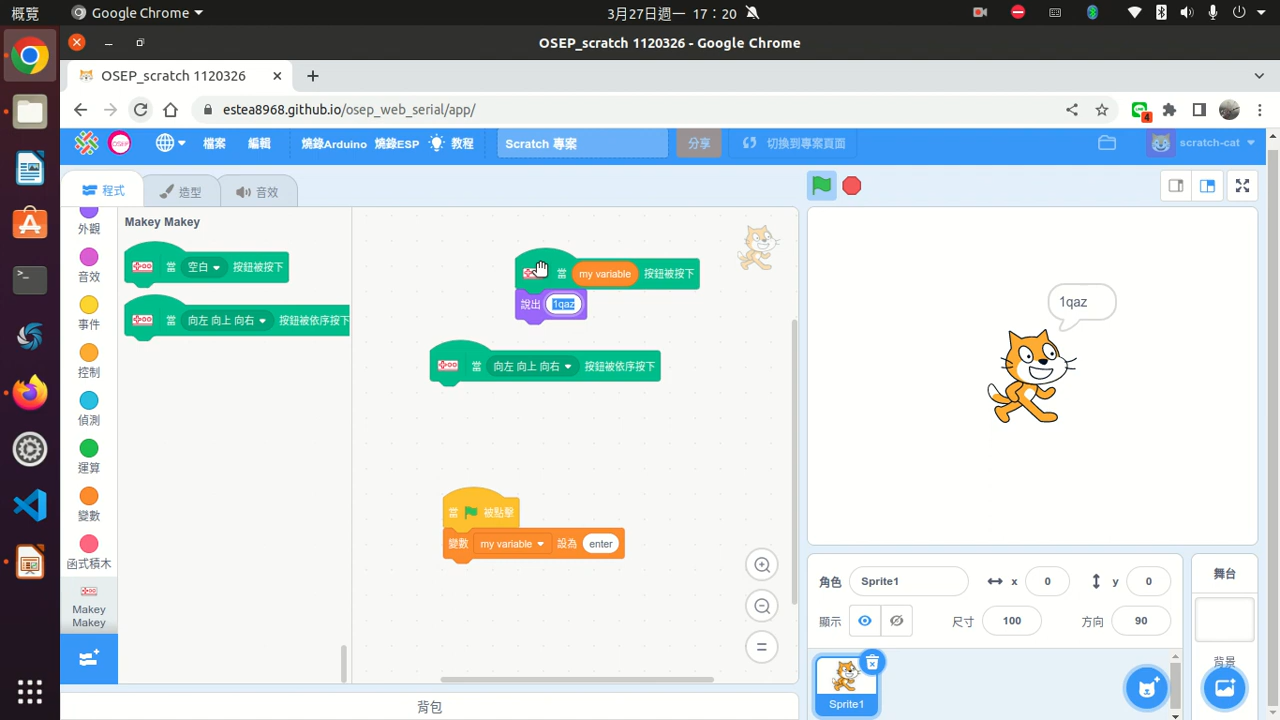 概覽
Google Chrome
3月27日週一 17:20
OSEP_scratch 1120326 - Google Chrome
OSEP_scratch 1120326
estea8968.github.io/osep_web_serial/app/
4
OSEP
檔案
編輯
燒錄Arduino
燒錄ESP
教程
Scratch 專案
分享
切換到專案頁面
scratch-cat
程式
造型
音效
外觀
音效
事件
控制
偵測
運算
變數
函式積木
Makey
Makey
Makey Makey
當 空白 按鈕被按下
當 向左 向上 向右 按鈕被依序按下
當 my variable 按鈕被按下
說出 1qaz
當 向左 向上 向右 按鈕被依序按下
當 被點擊
變數 my variable 設為 enter
背包
1qaz
角色 Sprite1 x 0 y 0
顯示 尺寸 100 方向 90
Sprite1
舞台
背景